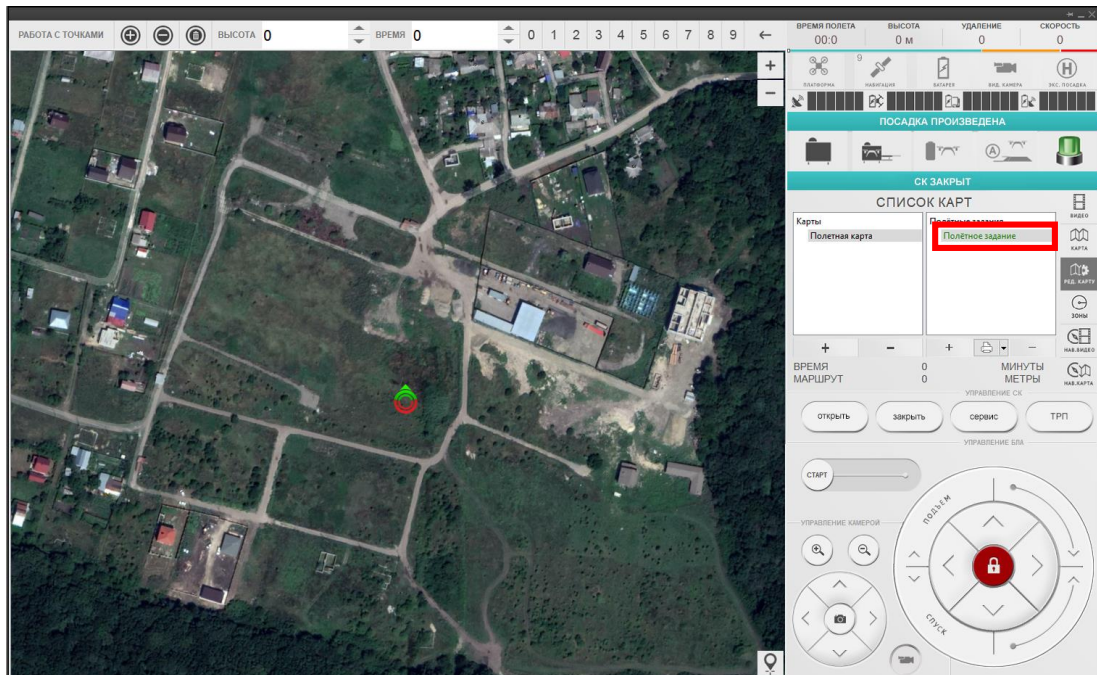 РАБОТА С ТОЧКАМИ ВЫСОТА 0 ВРЕМЯ 0 0 1 2 3 4 5 6 7 8 9 ←
+
−
ВРЕМЯ ПОЛЕТА ВЫСОТА УДАЛЕНИЕ СКОРОСТЬ
00:0 0 м 0 0
9
H
ПЛАТФОРМА НАВИГАЦИЯ БАТАРЕЯ ВИД. КАМЕРА ЭКС. ПОСАДКА
ПОСАДКА ПРОИЗВЕДЕНА
A
СК ЗАКРЫТ
СПИСОК КАРТ
Карты Полётные задания
Полетная карта Полётное задание
+ − + −
ВИДЕО
КАРТА
РЕД. КАРТУ
ЗОНЫ
НАВ.ВИДЕО
НАВ.КАРТА
ВРЕМЯ 0 МИНУТЫ
МАРШРУТ 0 МЕТРЫ
УПРАВЛЕНИЕ СК
открыть закрыть сервис ТРП
УПРАВЛЕНИЕ БЛА
СТАРТ
ПОДЪЕМ
УПРАВЛЕНИЕ КАМЕРОЙ
СПУСК